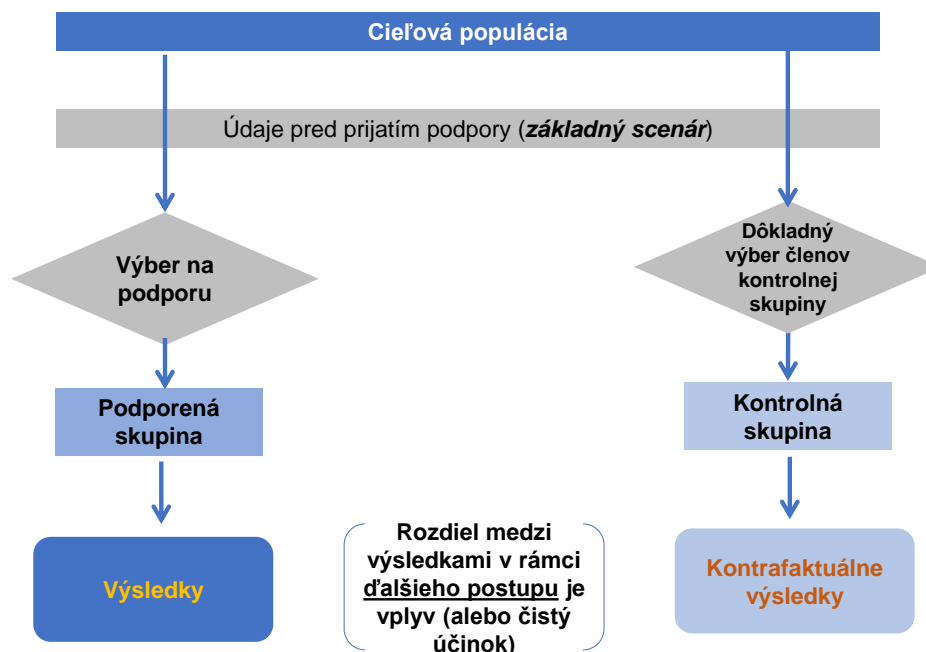 Cieľová populácia
Údaje pred prijatím podpory (základný scenár)
Výber na
podporu
Dôkladný
výber členov
kontrolnej
skupiny
Podporená
skupina
Kontrolná
skupina
Výsledky
Rozdiel medzi
výsledkami v rámci
ďalšieho postupu je
vplyv (alebo čistý
účinok)
Kontrafaktuálne
výsledky